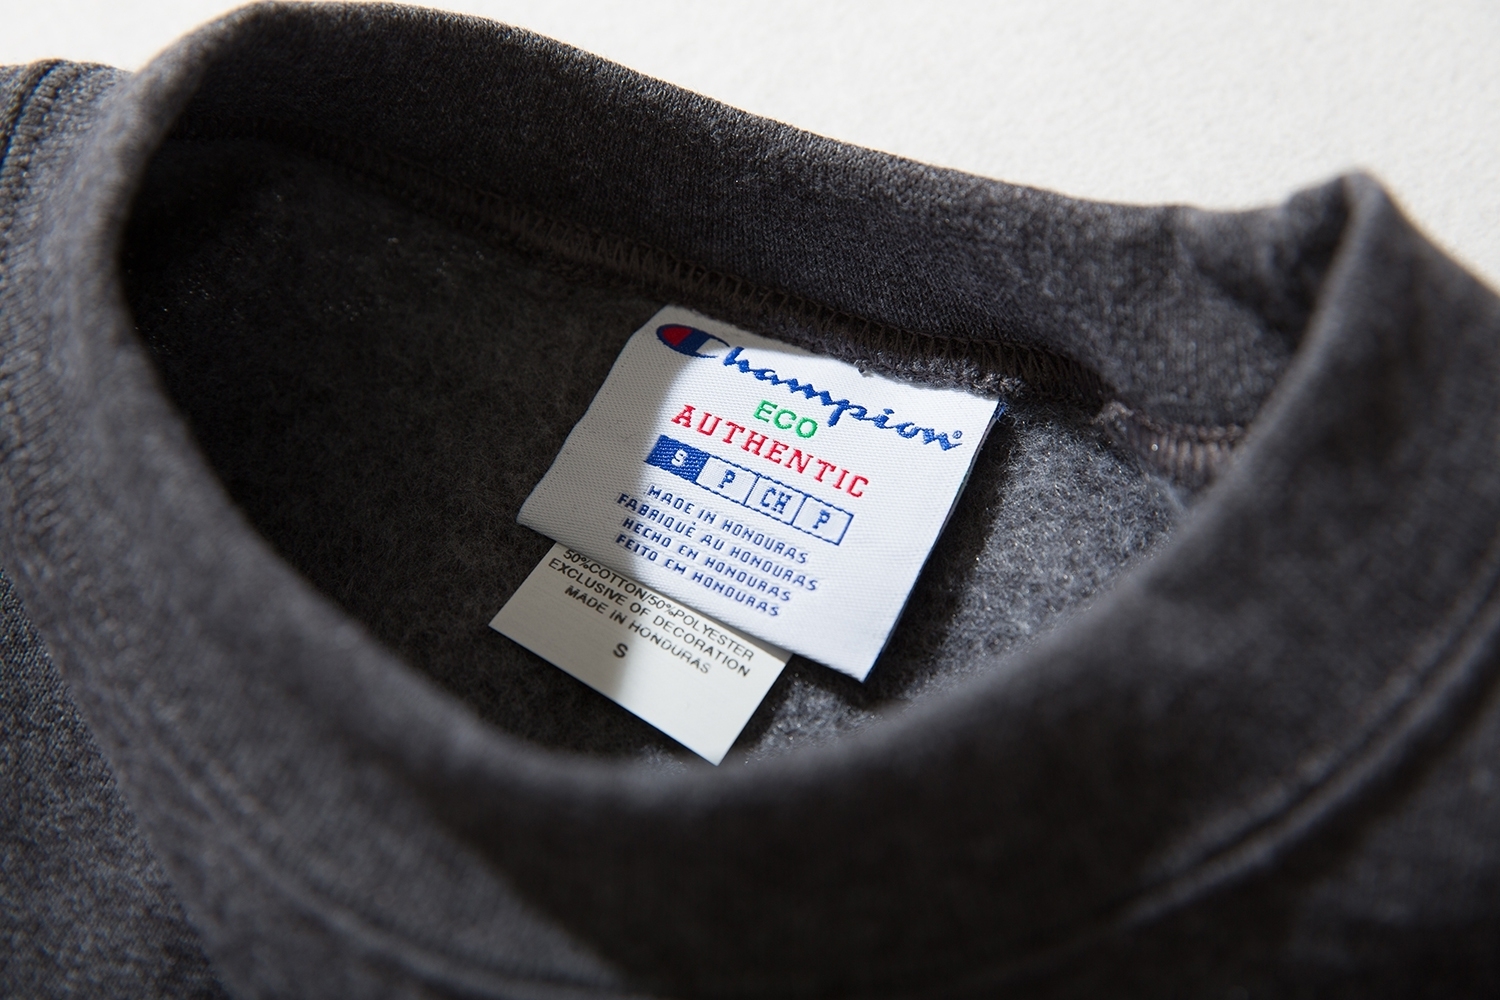 Champion®
ECO
AUTHENTIC
S P CH P
MADE IN HONDURAS
FABRIQUÈ AU HONDURAS
HECHO EN HONDURAS
FEITO EM HONDURAS
50%COTTON/50%POLYESTER
EXCLUSIVE OF DECORATION
MADE IN HONDURAS
S